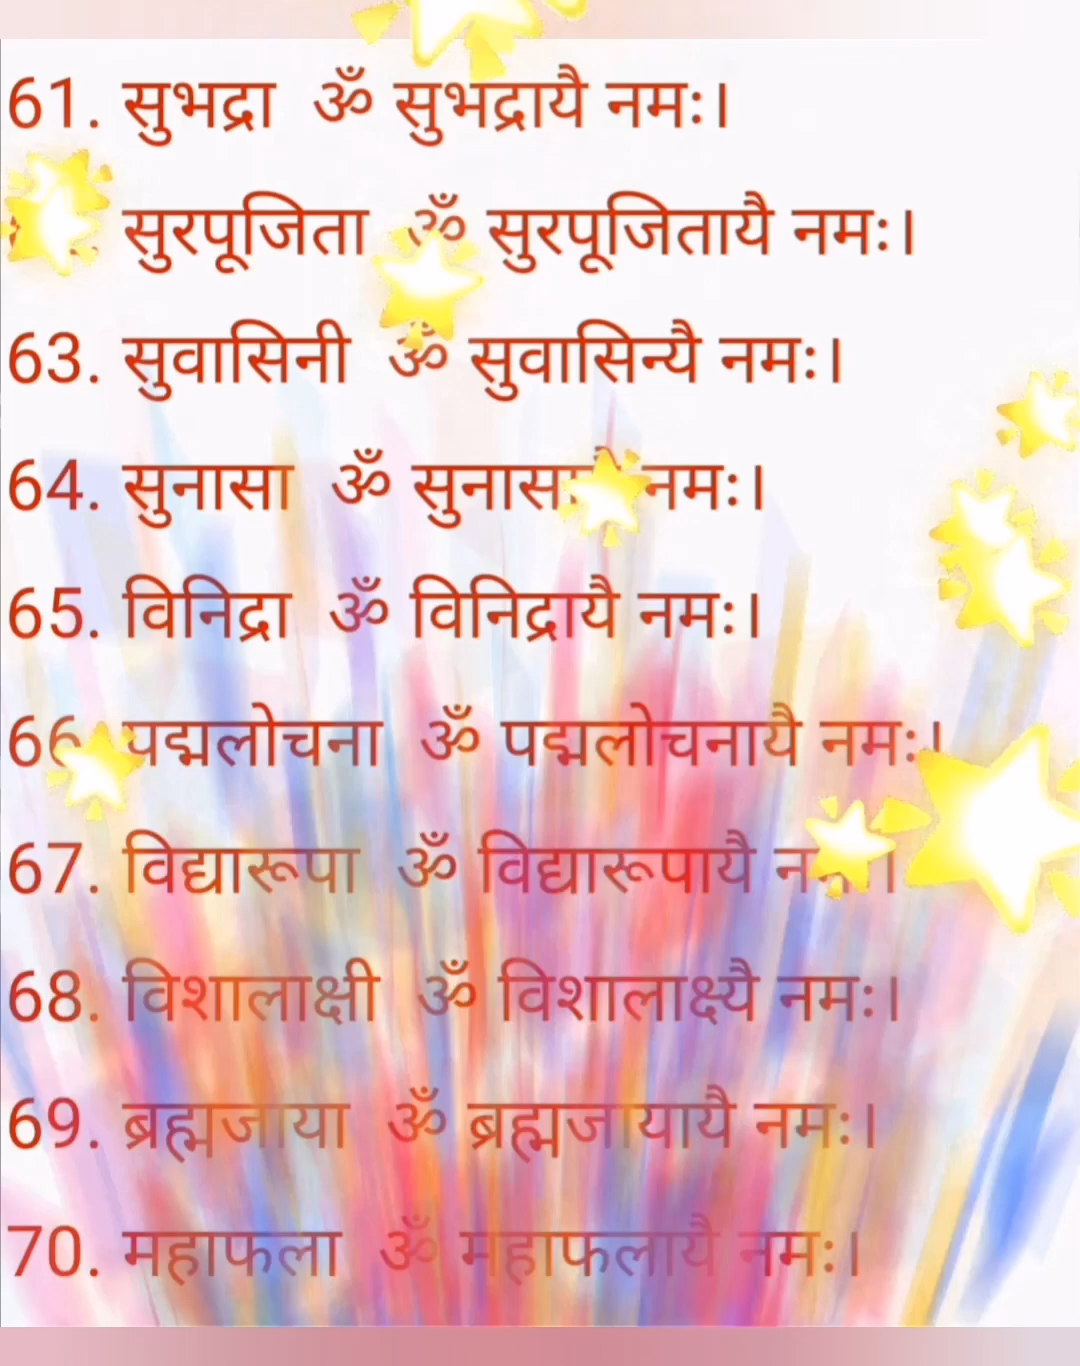 61. सुभद्रा ॐ सुभद्रायै नमः।
सुरपूजिता ॐ सुरपूजितायै नमः।
63. सुवासिनी ॐ सुवासिन्यै नमः।
64. सुनासा ॐ नमः।
65. विनिद्रा ॐ विनिद्रायै नमः।
66. पद्मलोचना ॐ पद्मलोचनायै नमः।
67. विद्यारूपा ॐ विद्यारूपायै
68. विशालाक्षी ॐ विशालाक्ष्यै नमः।
69. ब्रह्मजाया ॐ ब्रह्मजायायै नमः।
70. महाफला ॐ महाफलायै नमः।